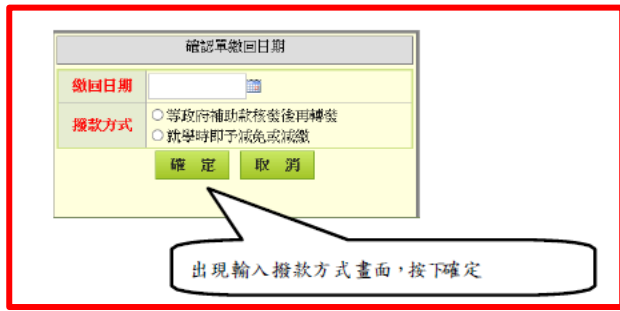 確認單繳回日期
繳回日期
撥款方式
○等政府補助款核發後再轉發
○就學時即予減免或減繳
確 定 取 消
出現輸入撥款方式畫面，按下確定